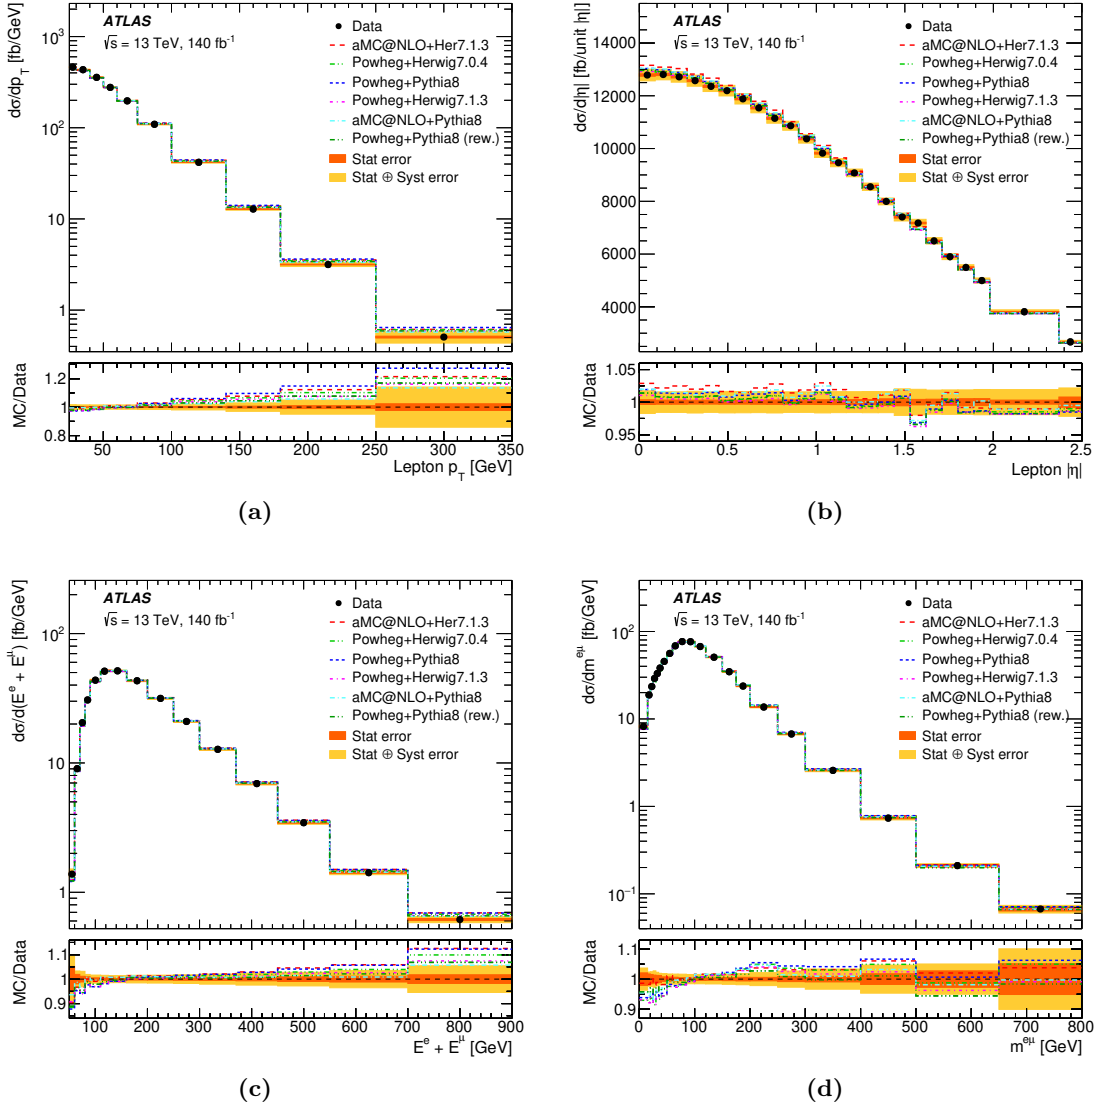 ATLAS
√s = 13 TeV, 140 fb⁻¹
Data
aMC@NLO+Her7.1.3
Powheg+Herwig7.0.4
Powheg+Pythia8
Powheg+Herwig7.1.3
aMC@NLO+Pythia8
Powheg+Pythia8 (rew.)
Stat error
Stat ⊕ Syst error
dσ/dp_T [fb/GeV]
10³
10²
10
1
MC/Data
1.2
1
0.8
50 100 150 200 250 300 350
Lepton p_T [GeV]
(a)
ATLAS
√s = 13 TeV, 140 fb⁻¹
Data
aMC@NLO+Her7.1.3
Powheg+Herwig7.0.4
Powheg+Pythia8
Powheg+Herwig7.1.3
aMC@NLO+Pythia8
Powheg+Pythia8 (rew.)
Stat error
Stat ⊕ Syst error
dσ/d|η| [fb/unit |η|]
14000
12000
10000
8000
6000
4000
MC/Data
1.05
1
0.95
0 0.5 1 1.5 2 2.5
Lepton |η|
(b)
ATLAS
√s = 13 TeV, 140 fb⁻¹
Data
aMC@NLO+Her7.1.3
Powheg+Herwig7.0.4
Powheg+Pythia8
Powheg+Herwig7.1.3
aMC@NLO+Pythia8
Powheg+Pythia8 (rew.)
Stat error
Stat ⊕ Syst error
dσ/d(E^e + E^μ) [fb/GeV]
10²
10
1
MC/Data
1.1
1
0.9
100 200 300 400 500 600 700 800 900
E^e + E^μ [GeV]
(c)
ATLAS
√s = 13 TeV, 140 fb⁻¹
Data
aMC@NLO+Her7.1.3
Powheg+Herwig7.0.4
Powheg+Pythia8
Powheg+Herwig7.1.3
aMC@NLO+Pythia8
Powheg+Pythia8 (rew.)
Stat error
Stat ⊕ Syst error
dσ/dm^eμ [fb/GeV]
10²
10
1
10⁻¹
MC/Data
1.1
1
0.9
0 100 200 300 400 500 600 700 800
m^eμ [GeV]
(d)